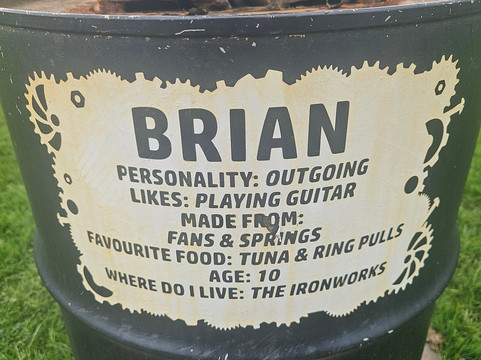 BRIAN
PERSONALITY: OUTGOING
LIKES: PLAYING GUITAR
MADE FROM:
FANS & SPRINGS
FAVOURITE FOOD: TUNA & RING PULLS
AGE: 10
WHERE DO I LIVE: THE IRONWORKS